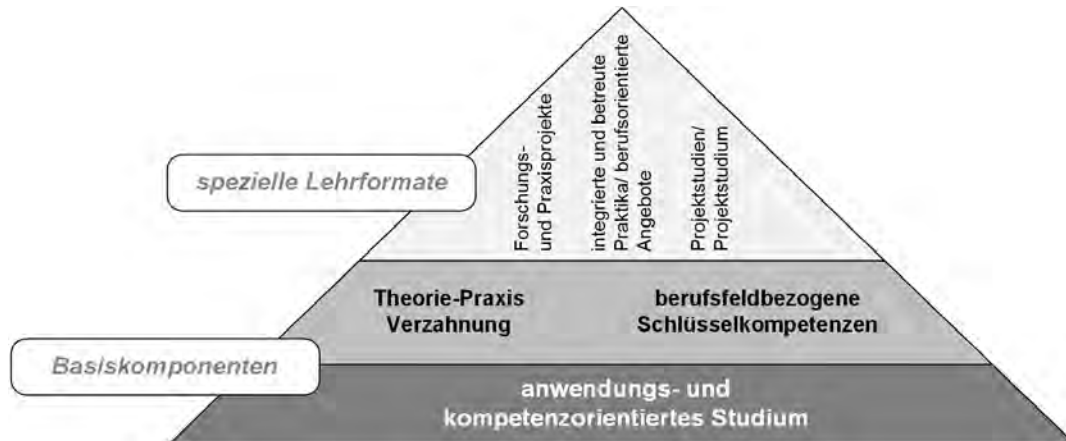 spezielle Lehrformate
Forschungs-
und Praxisprojekte
integrierte und betreute
Praktika/ berufsorientierte
Angebote
Projektstudien/
Projektstudium
Theorie-Praxis
Verzahnung
berufsfeldbezogene
Schlüsselkompetenzen
Basiskomponenten
anwendungs- und
kompetenzorientiertes Studium